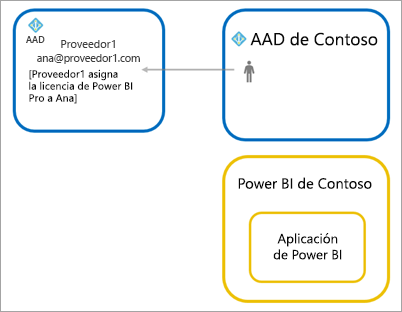 AAD
Proveedor1
ana@proveedor1.com
[Proveedor1 asigna
la licencia de Power BI
Pro a Ana]
AAD de Contoso
Power BI de Contoso
Aplicación
de Power BI